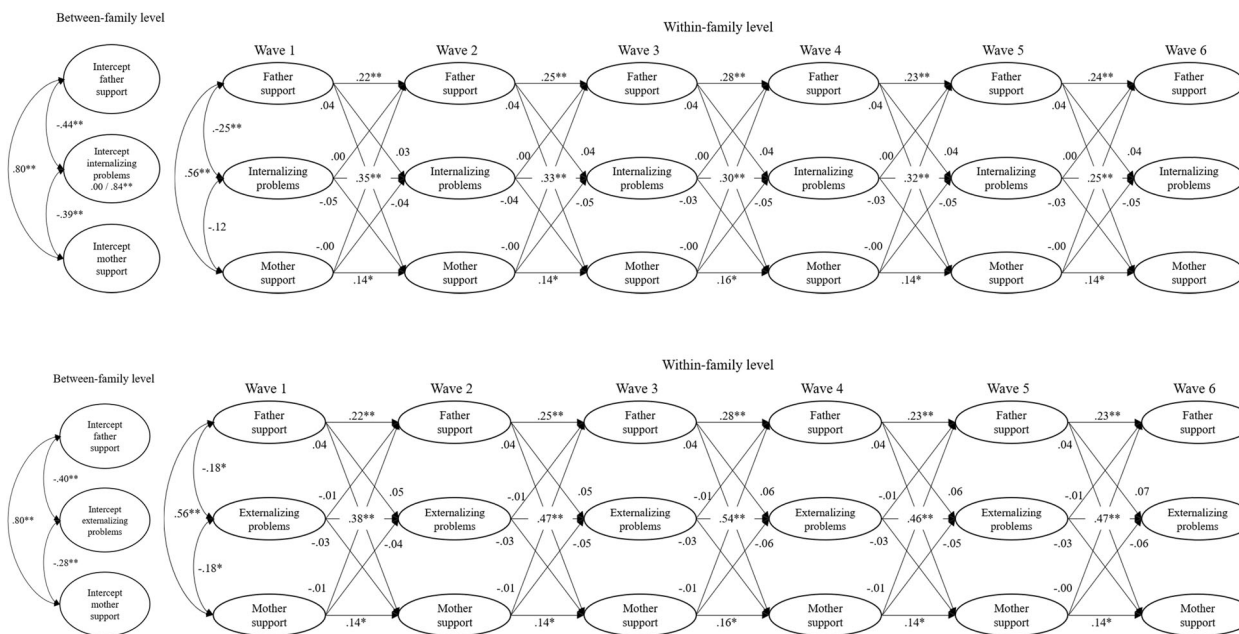 Between-family level
Within-family level
Wave 1 Wave 2 Wave 3 Wave 4 Wave 5 Wave 6
Intercept
father
support
Father
support
.22**
Father
support
.25**
Father
support
.28**
Father
support
.23**
Father
support
.24**
Father
support
.04 .04 .04 .04 .04
-.44**
.-25**
.00 .03 .00 .04 .00 .04 .00 .04 .00 .04
.80**
Intercept
internalizing
problems
.00 / .84**
.56**
Internalizing
problems
.35**
Internalizing
problems
.33**
Internalizing
problems
.30**
Internalizing
problems
.32**
Internalizing
problems
.25**
Internalizing
problems
-.05 -.04 -.04 -.05 -.03 -.05 -.03 -.05 -.03 -.05
-.39**
-.12
-.00 -.00 -.00 -.00 -.00
Intercept
mother
support
Mother
support
.14*
Mother
support
.14*
Mother
support
.16*
Mother
support
.14*
Mother
support
.14*
Mother
support
Between-family level
Within-family level
Wave 1 Wave 2 Wave 3 Wave 4 Wave 5 Wave 6
Intercept
father
support
Father
support
.22**
Father
support
.25**
Father
support
.28**
Father
support
.23**
Father
support
.23**
Father
support
.04 .04 .04 .04 .04
-.40**
-.18*
-.01 .05 -.01 .05 -.01 .06 -.01 .06 -.01 .07
.80**
Intercept
externalizing
problems
.56**
Externalizing
problems
.38**
Externalizing
problems
.47**
Externalizing
problems
.54**
Externalizing
problems
.46**
Externalizing
problems
.47**
Externalizing
problems
-.03 -.04 -.03 -.05 -.03 -.06 -.03 -.05 -.03 -.06
-.28**
-.18*
-.01 -.01 -.01 -.01 -.00
Intercept
mother
support
Mother
support
.14*
Mother
support
.14*
Mother
support
.16*
Mother
support
.14*
Mother
support
.14*
Mother
support